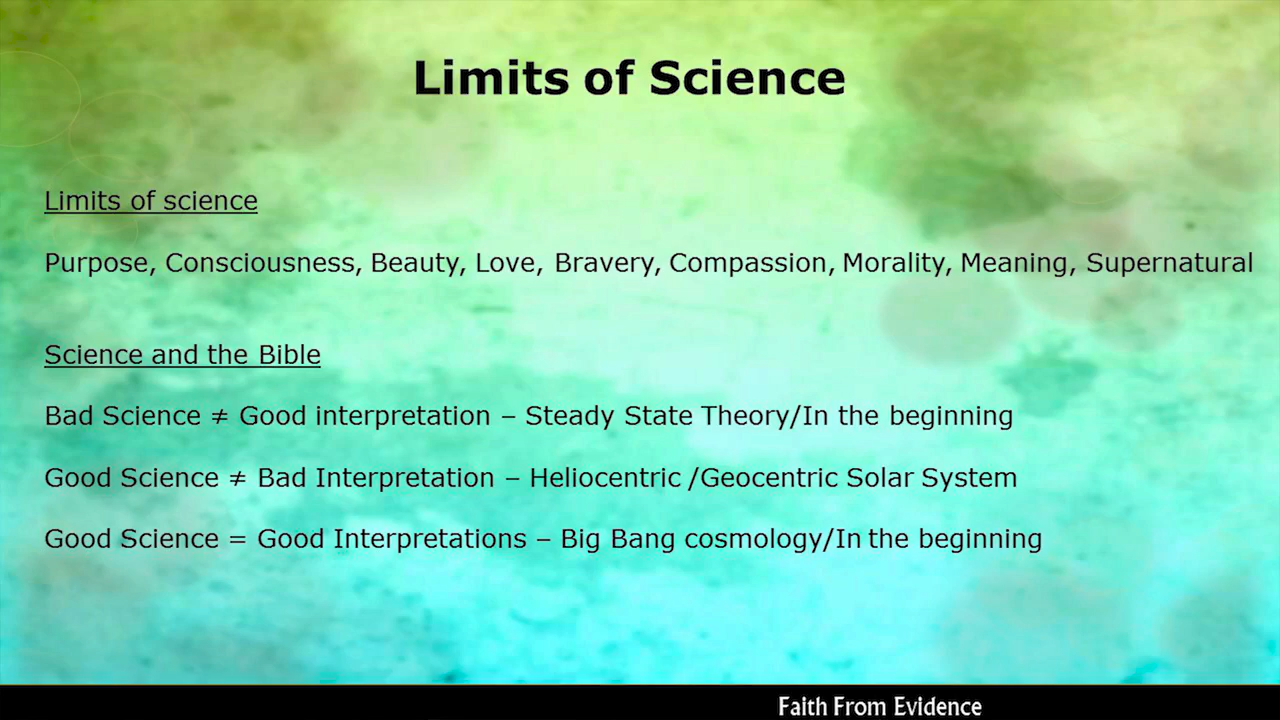 Limits of Science
Limits of science
Purpose, Consciousness, Beauty, Love, Bravery, Compassion, Morality, Meaning, Supernatural
Science and the Bible
Bad Science ≠ Good interpretation – Steady State Theory/In the beginning
Good Science ≠ Bad Interpretation – Heliocentric /Geocentric Solar System
Good Science = Good Interpretations – Big Bang cosmology/In the beginning
Faith From Evidence